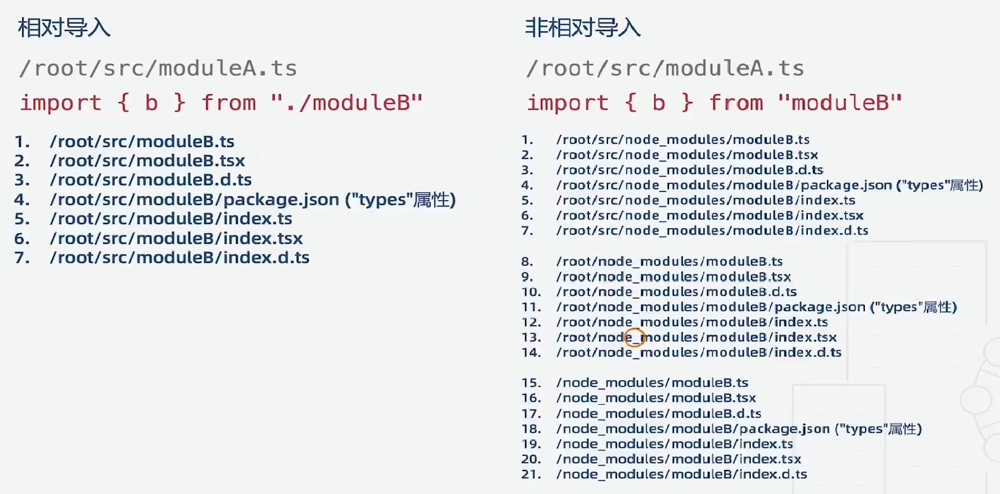 相对导入
/root/src/moduleA.ts
import { b } from "./moduleB"
1. /root/src/moduleB.ts
2. /root/src/moduleB.tsx
3. /root/src/moduleB.d.ts
4. /root/src/moduleB/package.json ("types"属性)
5. /root/src/moduleB/index.ts
6. /root/src/moduleB/index.tsx
7. /root/src/moduleB/index.d.ts
非相对导入
/root/src/moduleA.ts
import { b } from "moduleB"
1. /root/src/node_modules/moduleB.ts
2. /root/src/node_modules/moduleB.tsx
3. /root/src/node_modules/moduleB.d.ts
4. /root/src/node_modules/moduleB/package.json ("types"属性)
5. /root/src/node_modules/moduleB/index.ts
6. /root/src/node_modules/moduleB/index.tsx
7. /root/src/node_modules/moduleB/index.d.ts
8. /root/node_modules/moduleB.ts
9. /root/node_modules/moduleB.tsx
10. /root/node_modules/moduleB.d.ts
11. /root/node_modules/moduleB/package.json ("types"属性)
12. /root/node_modules/moduleB/index.ts
13. /root/node_modules/moduleB/index.tsx
14. /root/node_modules/moduleB/index.d.ts
15. /node_modules/moduleB.ts
16. /node_modules/moduleB.tsx
17. /node_modules/moduleB.d.ts
18. /node_modules/moduleB/package.json ("types"属性)
19. /node_modules/moduleB/index.ts
20. /node_modules/moduleB/index.tsx
21. /node_modules/moduleB/index.d.ts